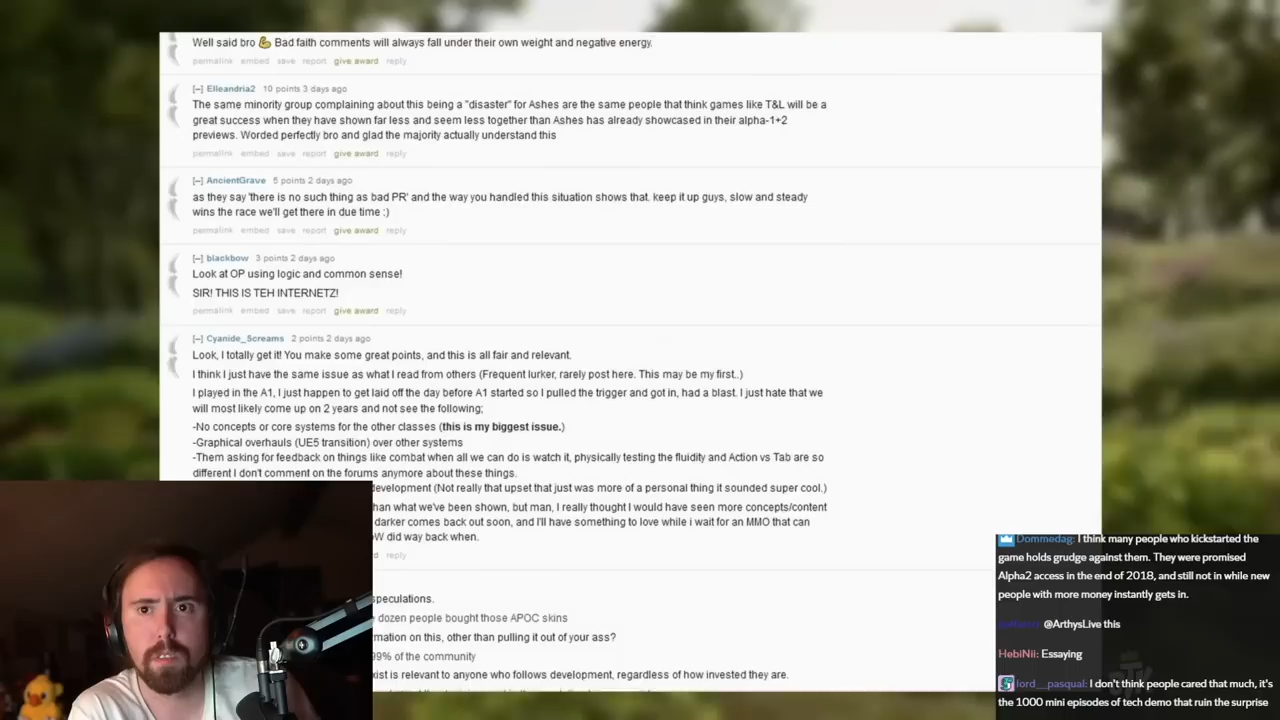 Well said bro 💪 Bad faith comments will always fall under their own weight and negative energy.
permalink embed save report give award reply
[–] Elleandria2 10 points 3 days ago
The same minority group complaining about this being a "disaster" for Ashes are the same people that think games like T&L will be a
great success when they have shown far less and seem less together than Ashes has already showcased in their alpha-1+2
previews. Worded perfectly bro and glad the majority actually understand this
permalink embed save report give award reply
[–] AncientGrave 5 points 2 days ago
as they say 'there is no such thing as bad PR' and the way you handled this situation shows that. keep it up guys, slow and steady
wins the race we'll get there in due time :)
permalink embed save report give award reply
[–] blackbow 3 points 2 days ago
Look at OP using logic and common sense!
SIR! THIS IS TEH INTERNETZ!
permalink embed save report give award reply
[–] Cyanide_Screams 2 points 2 days ago
Look, I totally get it! You make some great points, and this is all fair and relevant.
I think I just have the same issue as what I read from others (Frequent lurker, rarely post here. This may be my first..)
I played in the A1, I just happen to get laid off the day before A1 started so I pulled the trigger and got in, had a blast. I just hate that we
will most likely come up on 2 years and not see the following;
-No concepts or core systems for the other classes (this is my biggest issue.)
-Graphical overhauls (UE5 transition) over other systems
-Them asking for feedback on things like combat when all we can do is watch it, physically testing the fluidity and Action vs Tab are so
different I don't comment on the forums anymore about these things.
development (Not really that upset that just was more of a personal thing it sounded super cool.)
han what we've been shown, but man, I really thought I would have seen more concepts/content
darker comes back out soon, and I'll have something to love while i wait for an MMO that can
oW did way back when.
reply
speculations.
dozen people bought those APOC skins
mation on this, other than pulling it out of your ass?
99% of the community
xist is relevant to anyone who follows development, regardless of how invested they are.
Dommedag: I think many people who kickstarted the
game holds grudge against them. They were promised
Alpha2 access in the end of 2018, and still not in while new
people with more money instantly gets in.
@ArthysLive this
HebiNii: Essaying
lord__pasqual: I don't think people cared that much, it's
the 1000 mini episodes of tech demo that ruin the surprise